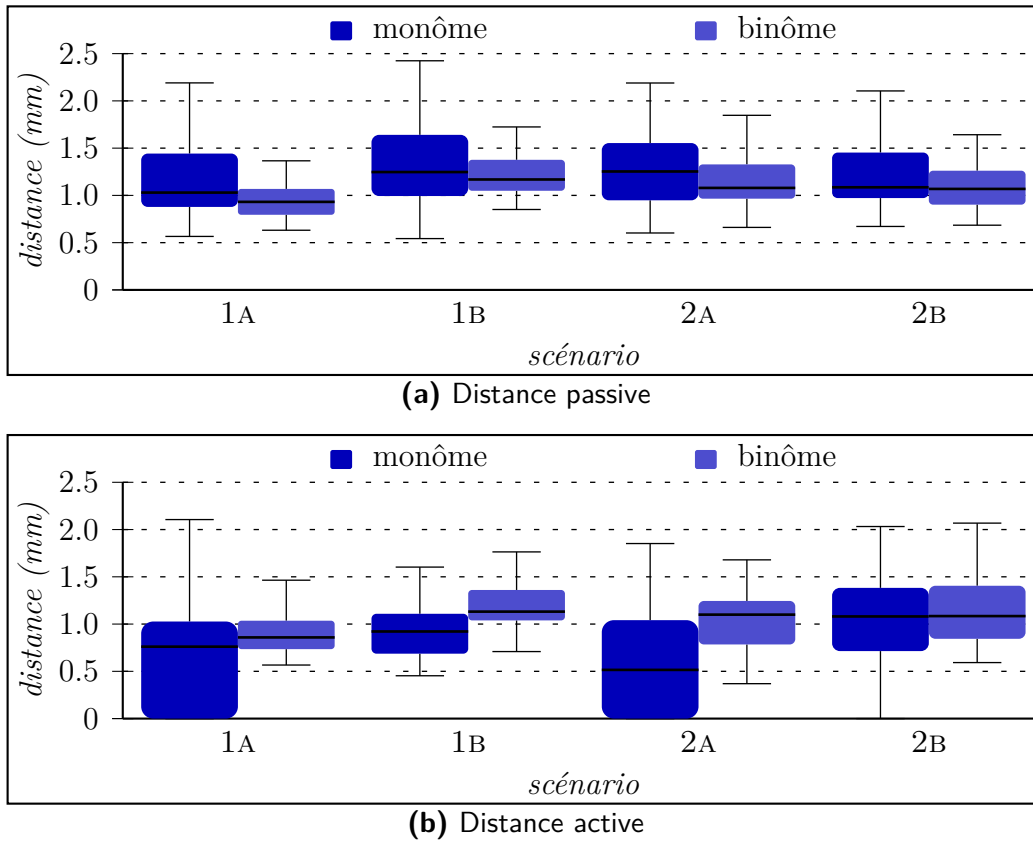 monôme binôme
2.5
2.0
1.5
1.0
0.5
0
distance (mm)
1A 1B 2A 2B
scénario
(a) Distance passive
monôme binôme
2.5
2.0
1.5
1.0
0.5
0
distance (mm)
1A 1B 2A 2B
scénario
(b) Distance active